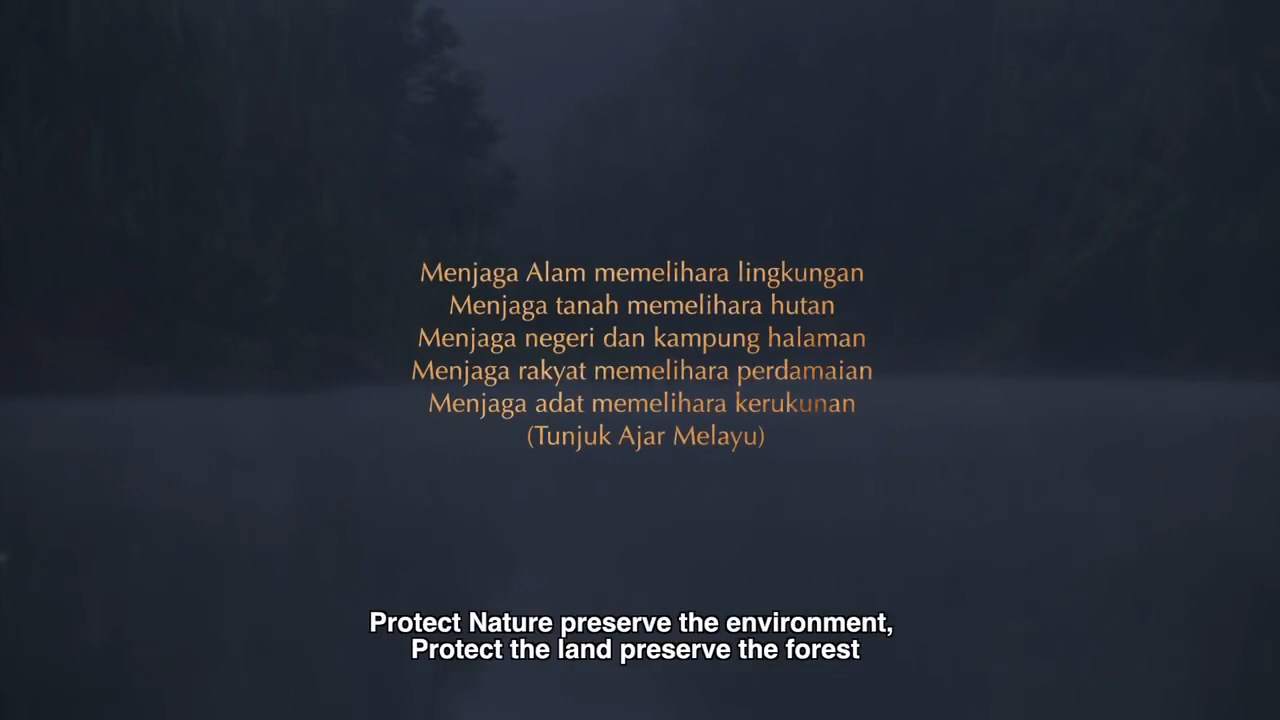 Menjaga Alam memelihara lingkungan
Menjaga tanah memelihara hutan
Menjaga negeri dan kampung halaman
Menjaga rakyat memelihara perdamaian
Menjaga adat memelihara kerukunan
(Tunjuk Ajar Melayu)
Protect Nature preserve the environment,
Protect the land preserve the forest